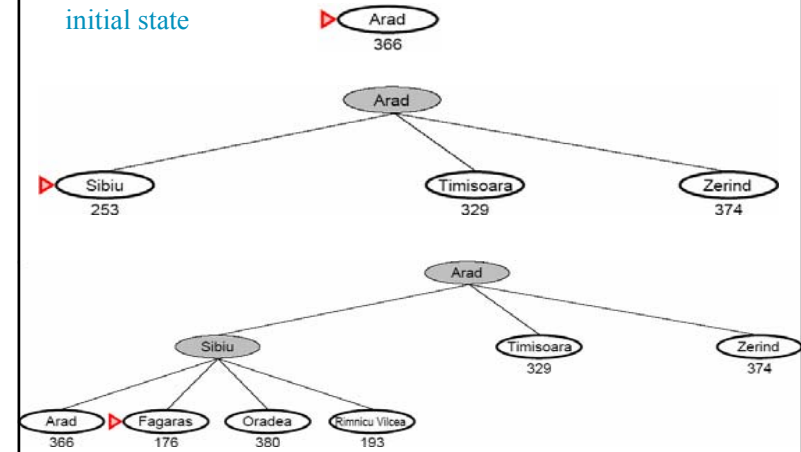 initial state
Arad
366
Arad
Sibiu
Timisoara
Zerind
253
329
374
Arad
Sibiu
Timisoara
Zerind
329
374
Arad
Fagaras
Oradea
Rimnicu Vilcea
366
176
380
193